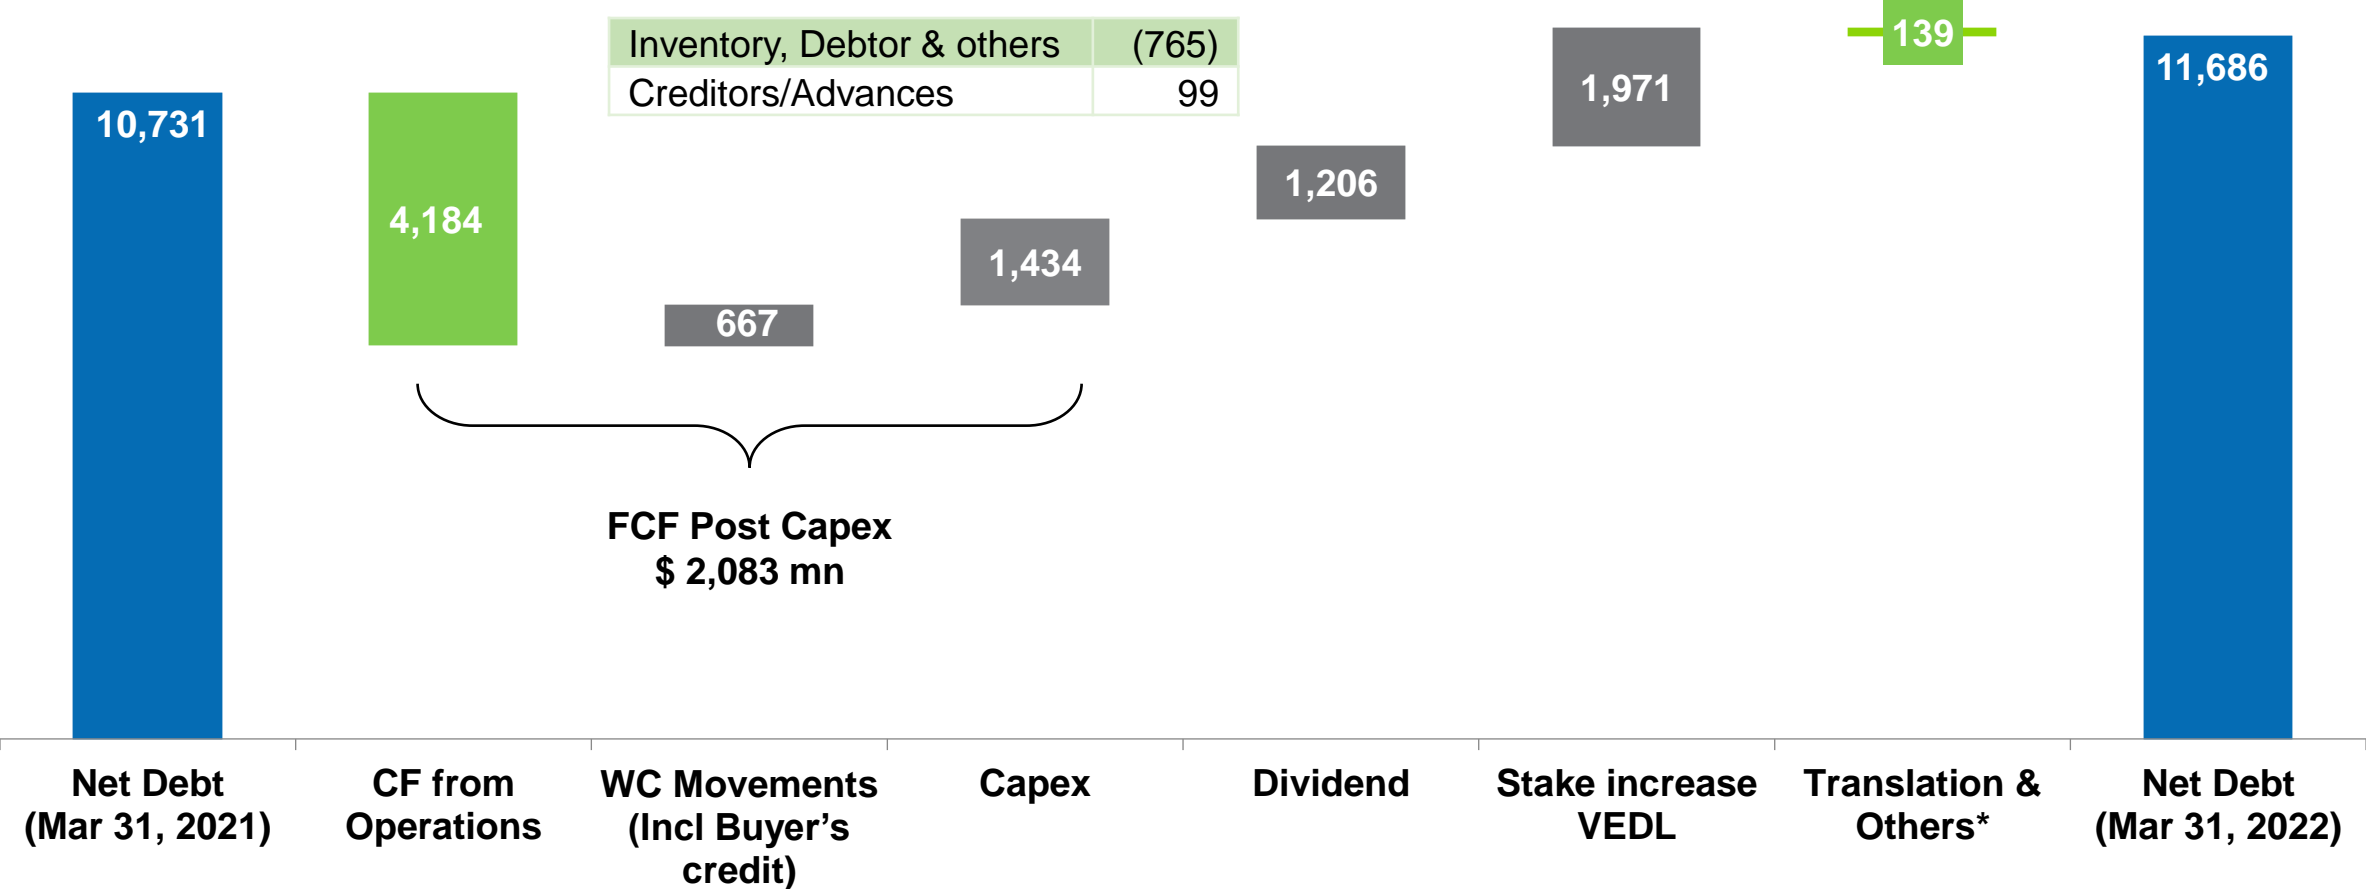 Inventory, Debtor & others (765)
Creditors/Advances 99
10,731
4,184
667
1,434
1,206
1,971
139
11,686
FCF Post Capex
$ 2,083 mn
Net Debt
(Mar 31, 2021)
CF from
Operations
WC Movements
(Incl Buyer’s
credit)
Capex
Dividend
Stake increase
VEDL
Translation &
Others*
Net Debt
(Mar 31, 2022)